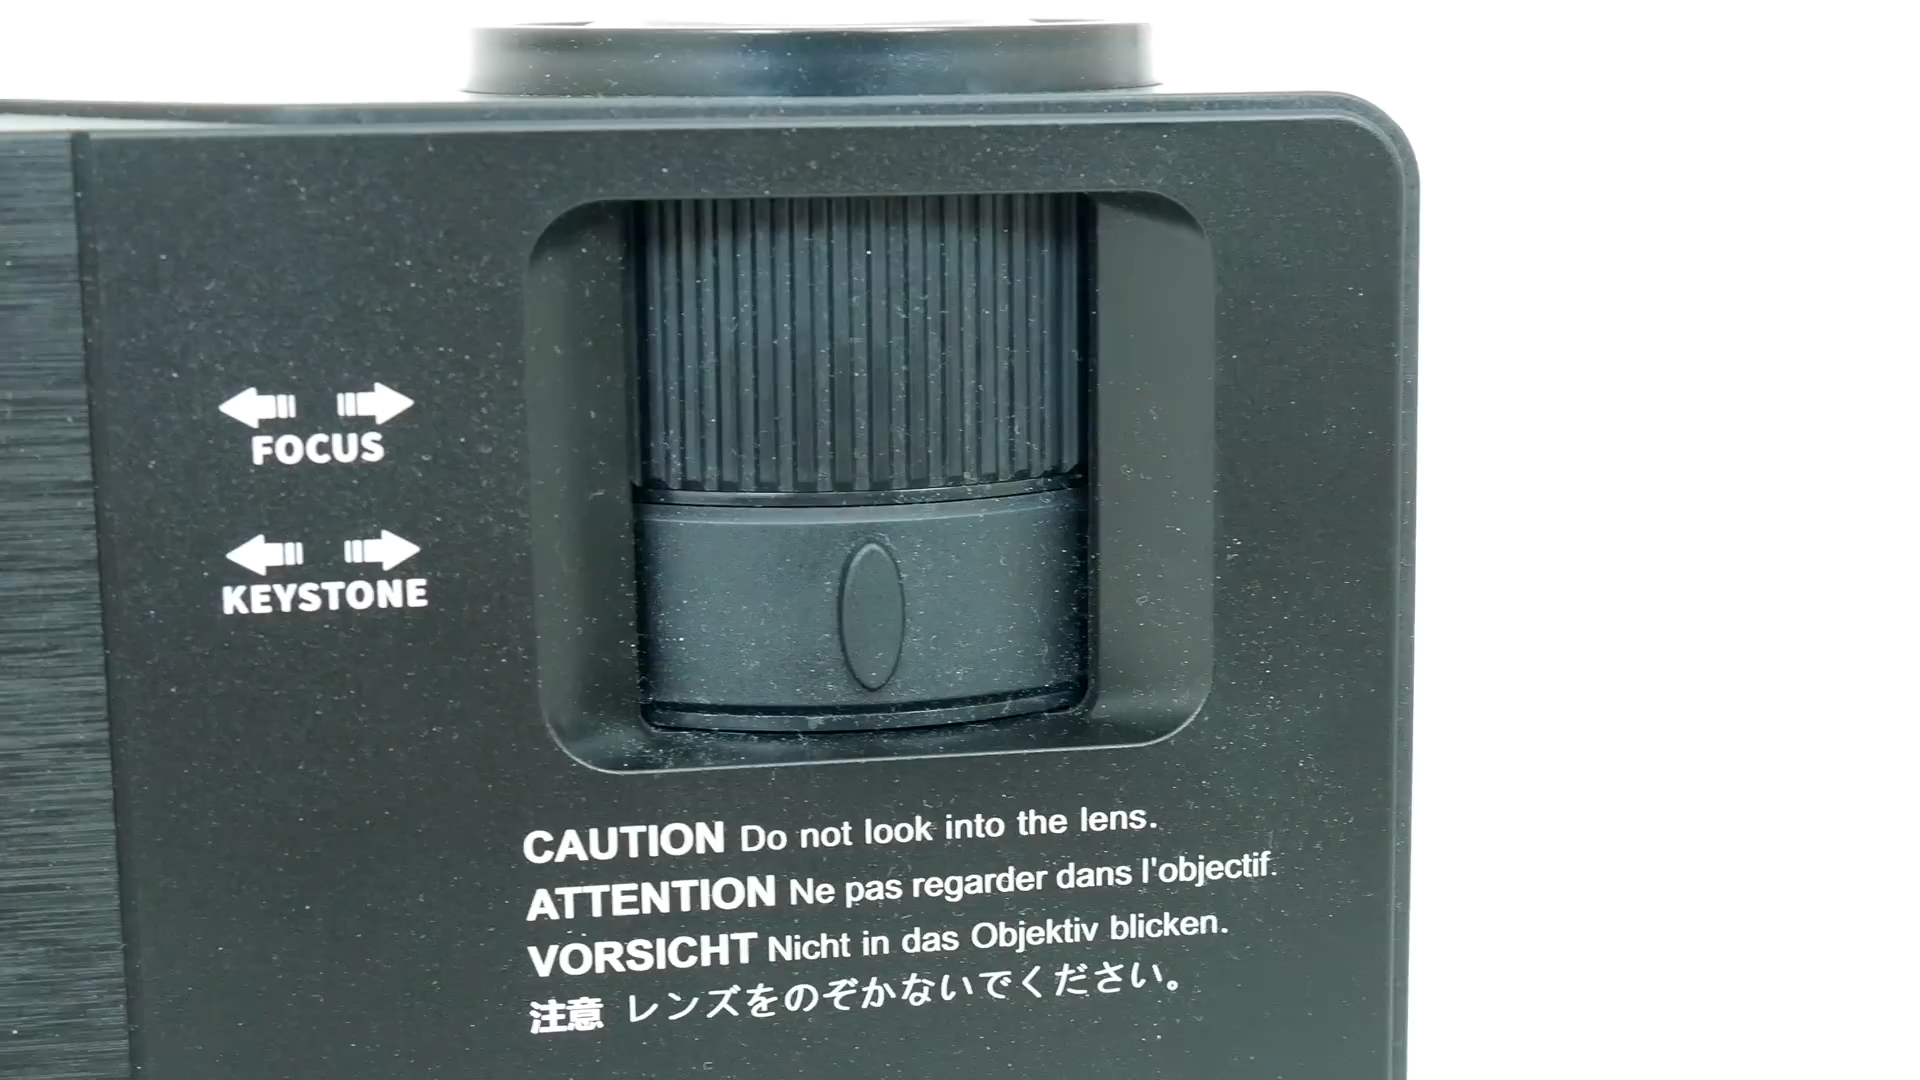 FOCUS
KEYSTONE
CAUTION Do not look into the lens.
ATTENTION Ne pas regarder dans l'objectif.
VORSICHT Nicht in das Objektiv blicken.
注意 レンズをのぞかないでください。